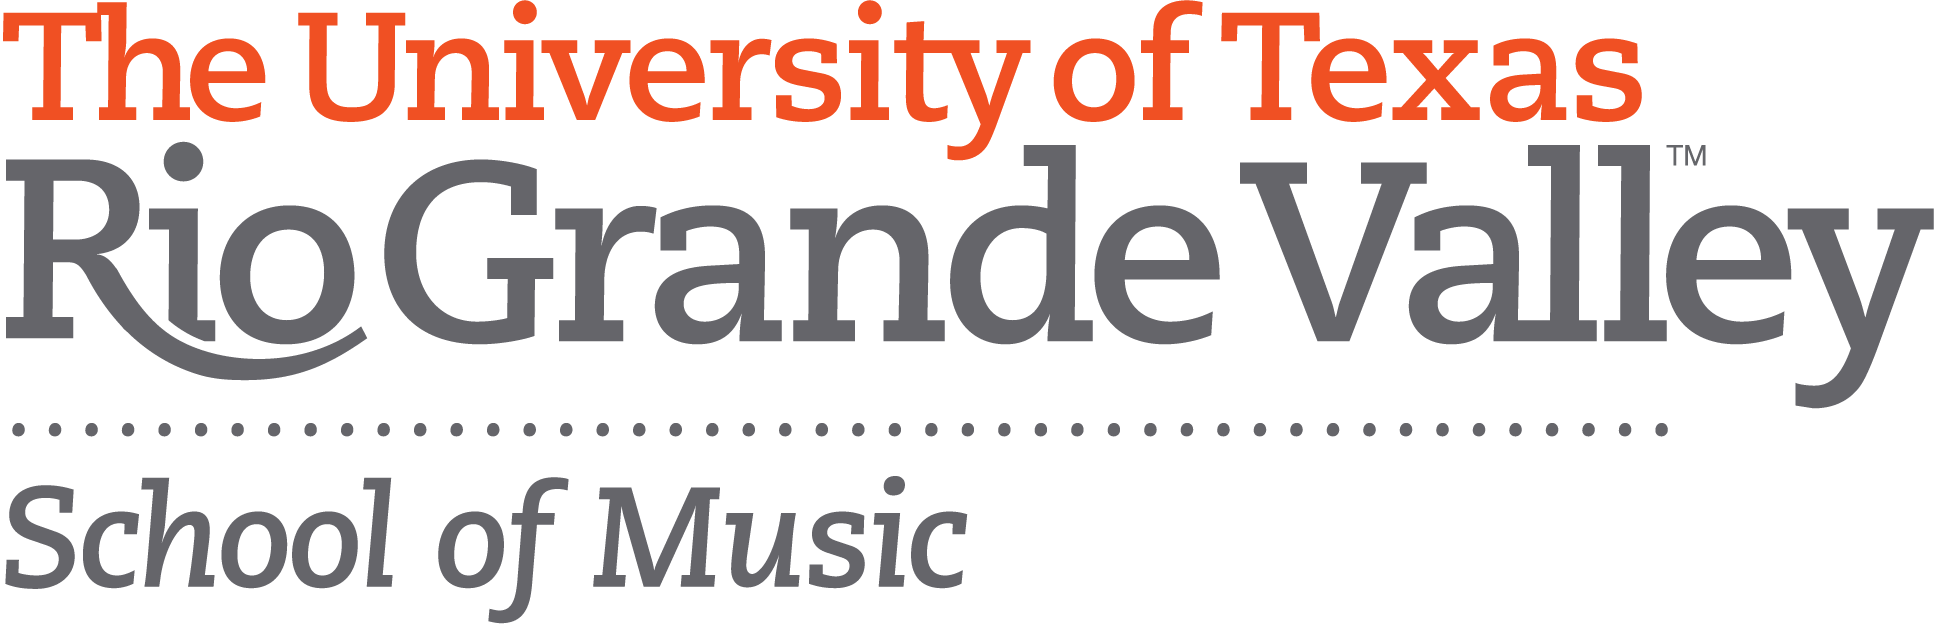 The University of Texas
Rio Grande Valley™
School of Music